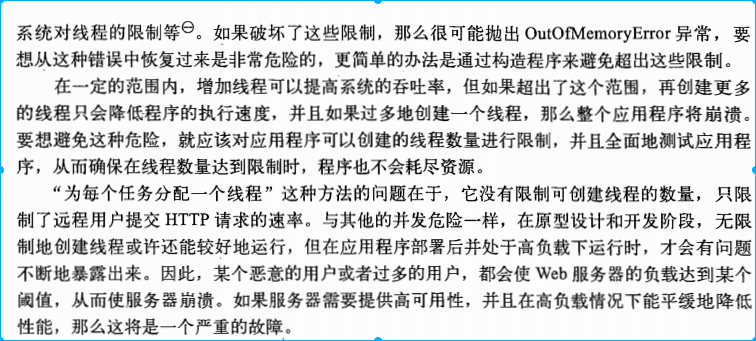 系统对线程的限制等⊖。如果破坏了这些限制，那么很可能抛出 OutOfMemoryError 异常，要
想从这种错误中恢复过来是非常危险的，更简单的办法是通过构造程序来避免超出这些限制。
在一定的范围内，增加线程可以提高系统的吞吐率，但如果超出了这个范围，再创建更多
的线程只会降低程序的执行速度，并且如果过多地创建一个线程，那么整个应用程序将崩溃。
要想避免这种危险，就应该对应用程序可以创建的线程数量进行限制，并且全面地测试应用程
序，从而确保在线程数量达到限制时，程序也不会耗尽资源。
“为每个任务分配一个线程”这种方法的问题在于，它没有限制可创建线程的数量，只限
制了远程用户提交 HTTP 请求的速率。与其他的并发危险一样，在原型设计和开发阶段，无限
制地创建线程或许还能较好地运行，但在应用程序部署后并处于高负载下运行时，才会有问题
不断地暴露出来。因此，某个恶意的用户或者过多的用户，都会使 Web 服务器的负载达到某个
阈值，从而使服务器崩溃。如果服务器需要提供高可用性，并且在高负载情况下能平缓地降低
性能，那么这将是一个严重的故障。